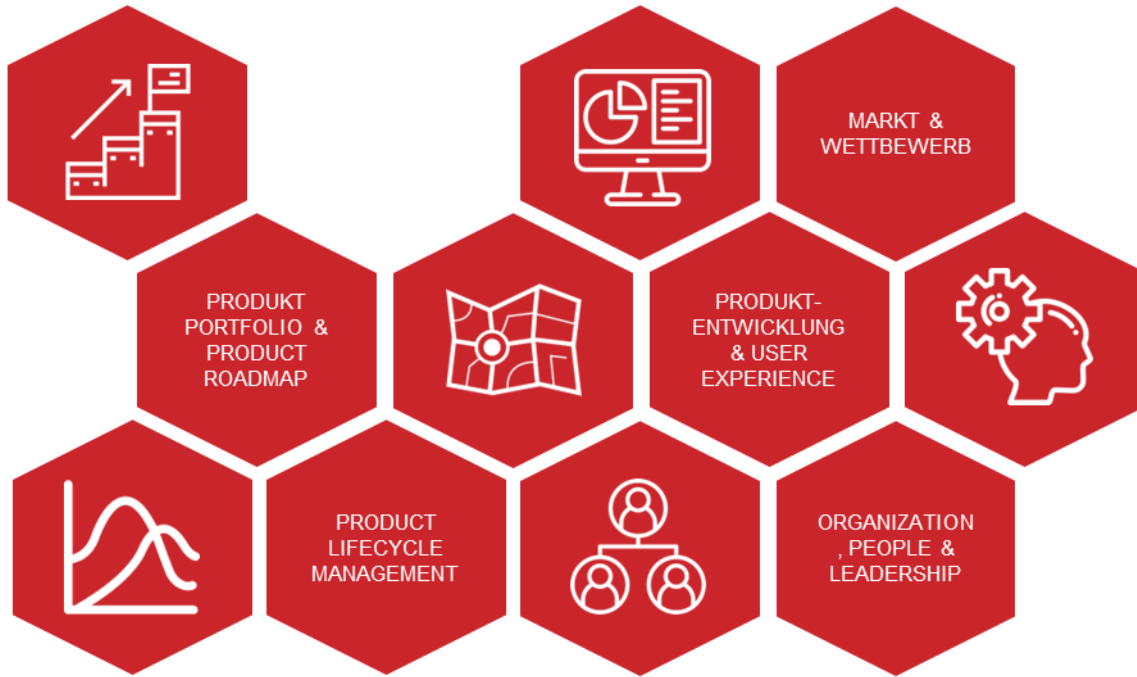 MARKT &
WETTBEWERB
PRODUKT
PORTFOLIO &
PRODUCT
ROADMAP
PRODUKT-
ENTWICKLUNG
& USER
EXPERIENCE
PRODUCT
LIFECYCLE
MANAGEMENT
ORGANIZATION
, PEOPLE &
LEADERSHIP